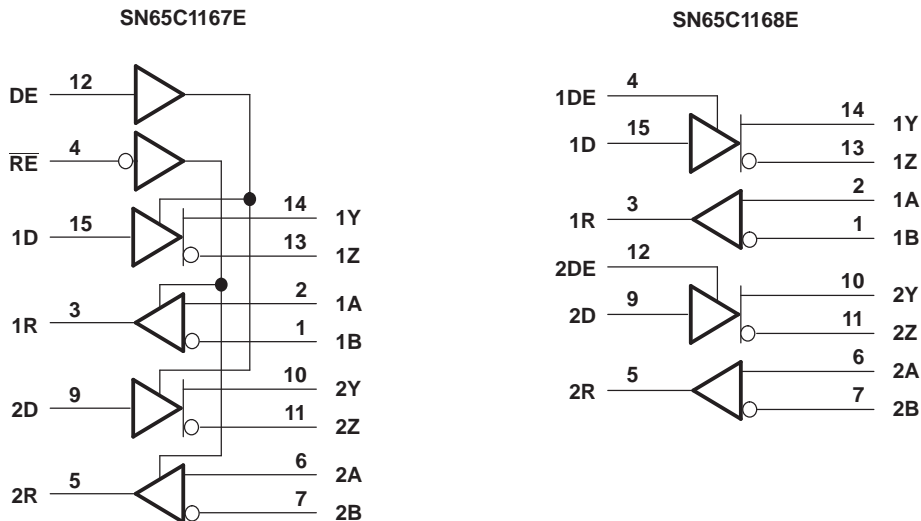 SN65C1167E
DE 12
RE 4
1D 15
14 1Y
13 1Z
1R 3
2 1A
1 1B
2D 9
10 2Y
11 2Z
2R 5
6 2A
7 2B
SN65C1168E
1DE 4
1D 15
14 1Y
13 1Z
1R 3
2 1A
1 1B
2DE 12
2D 9
10 2Y
11 2Z
2R 5
6 2A
7 2B